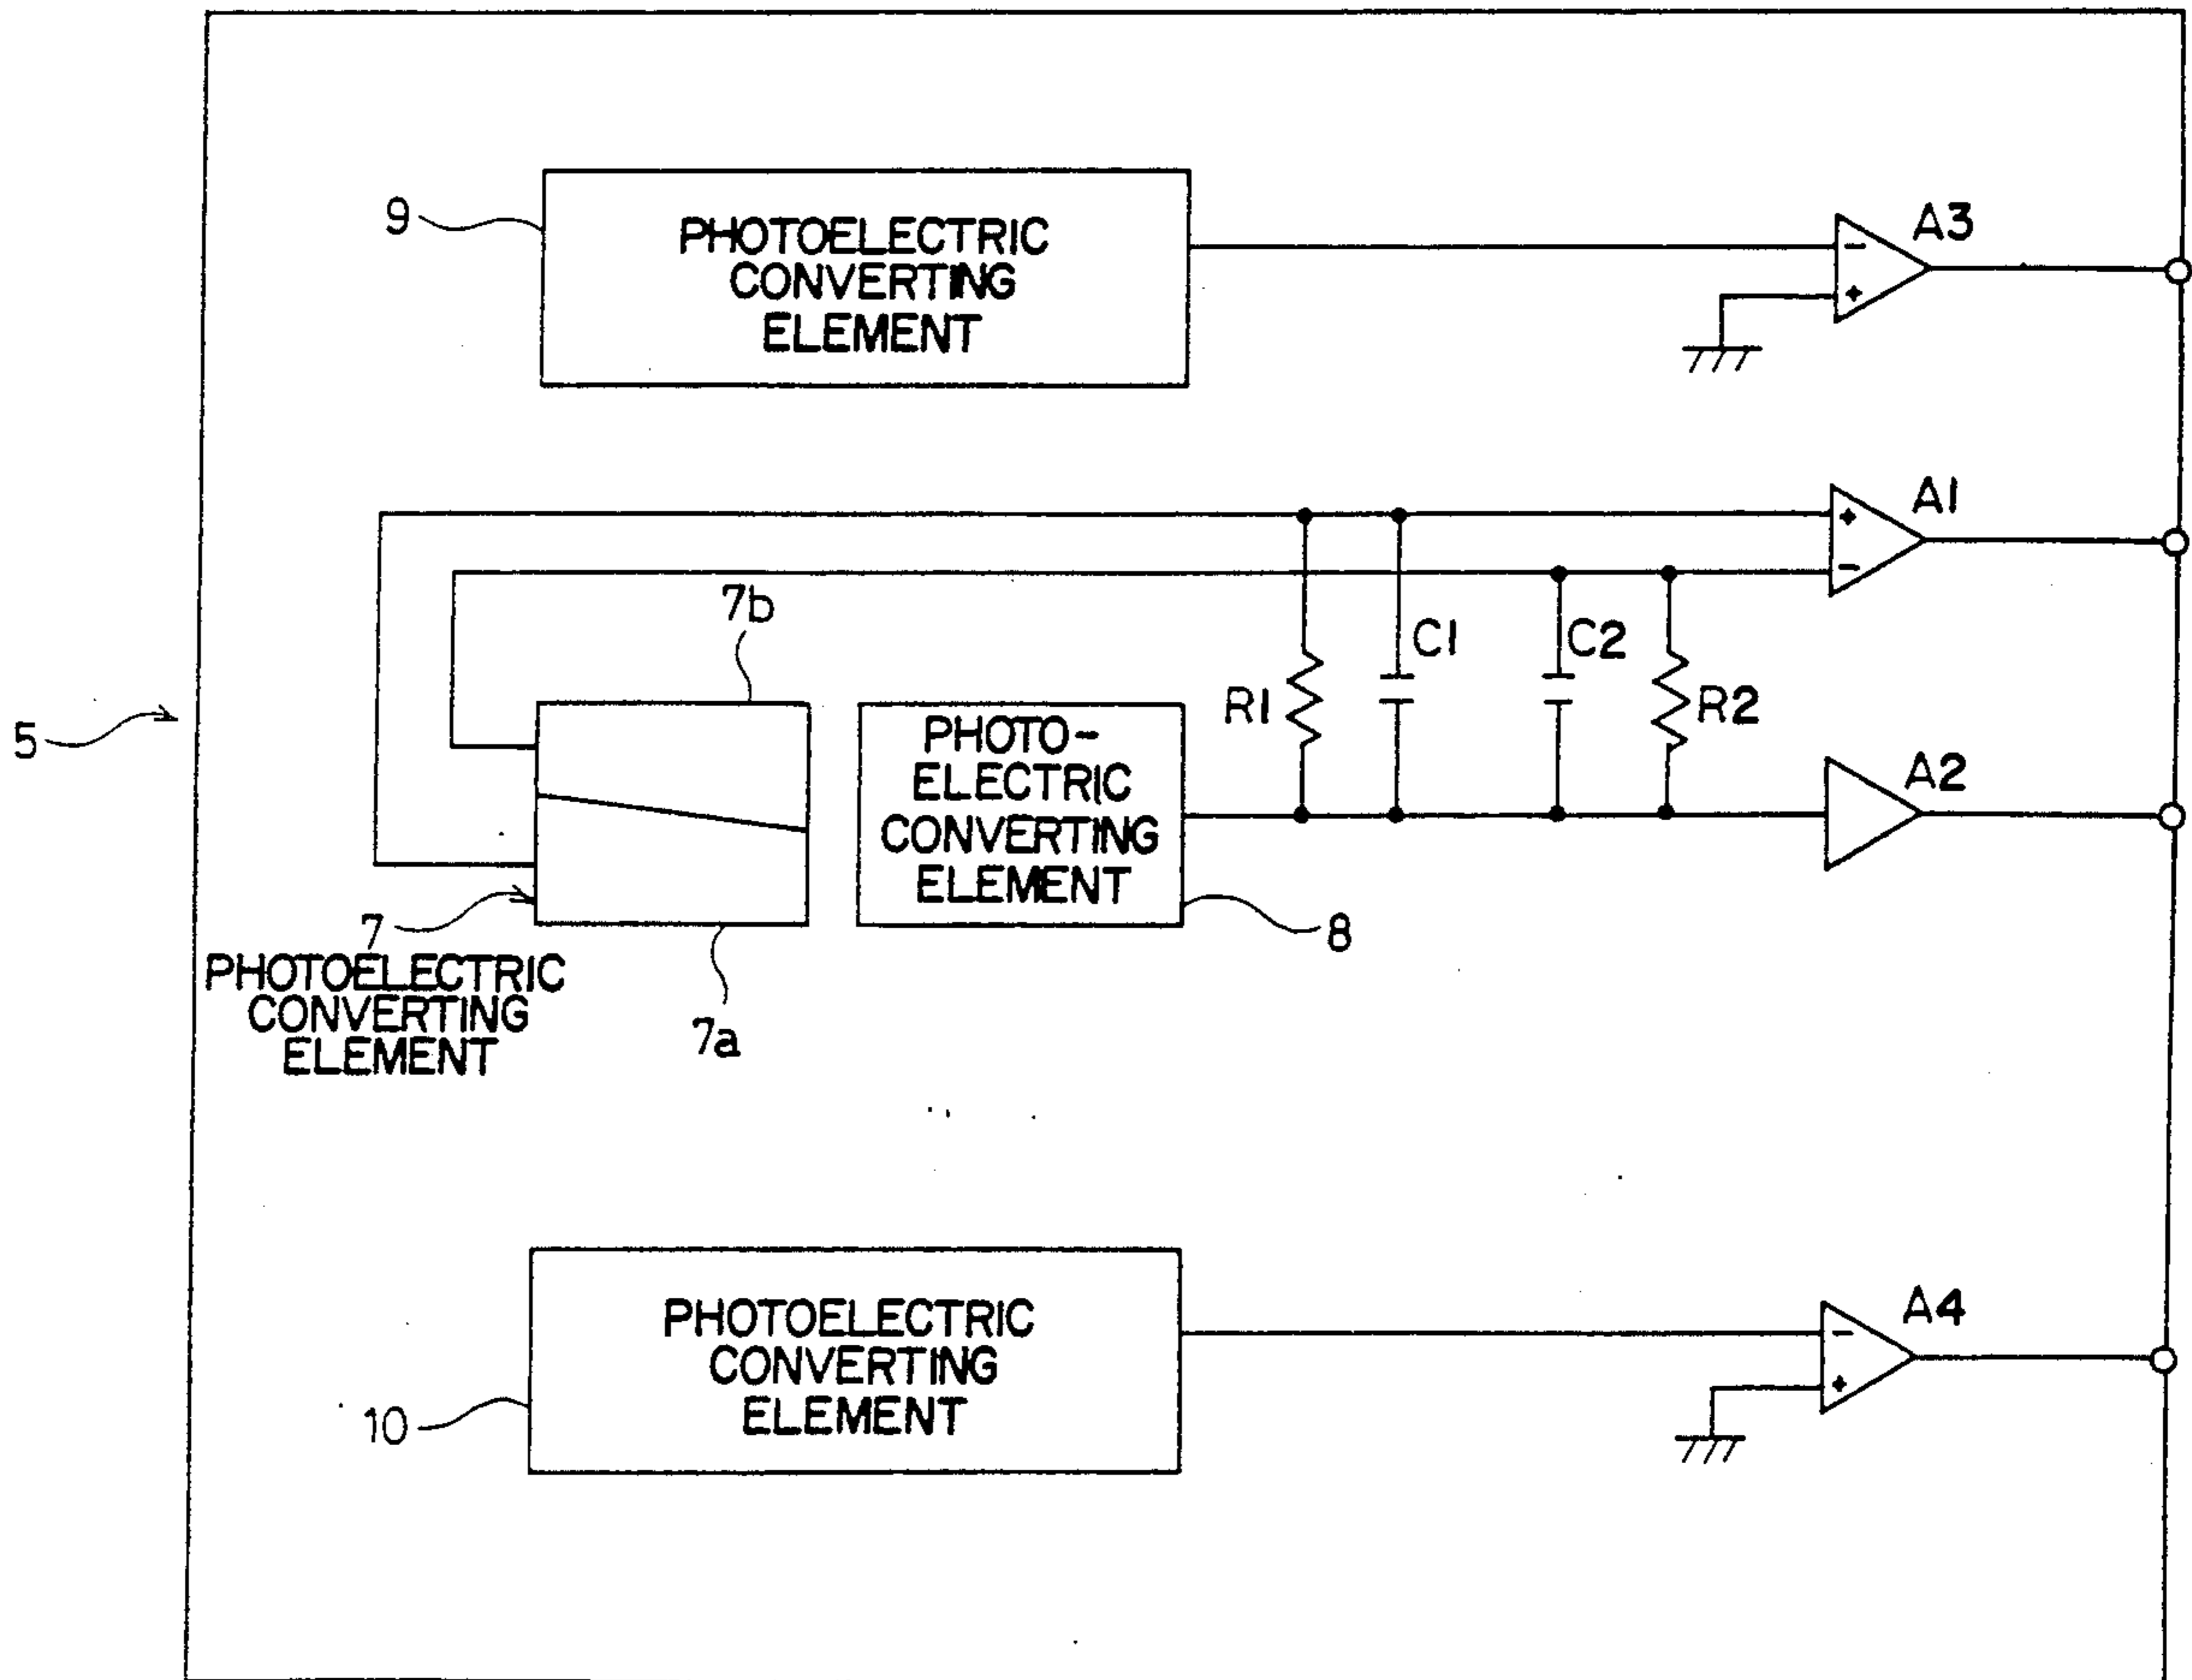 9
PHOTOELECTRIC
CONVERTING
ELEMENT
-
+
A3
A1
+
-
7b
C1
C2
R1
R2
5
PHOTO-
ELECTRIC
CONVERTING
ELEMENT
A2
7
8
PHOTOELECTRIC
CONVERTING
ELEMENT
7a
PHOTOELECTRIC
CONVERTING
ELEMENT
10
-
+
A4